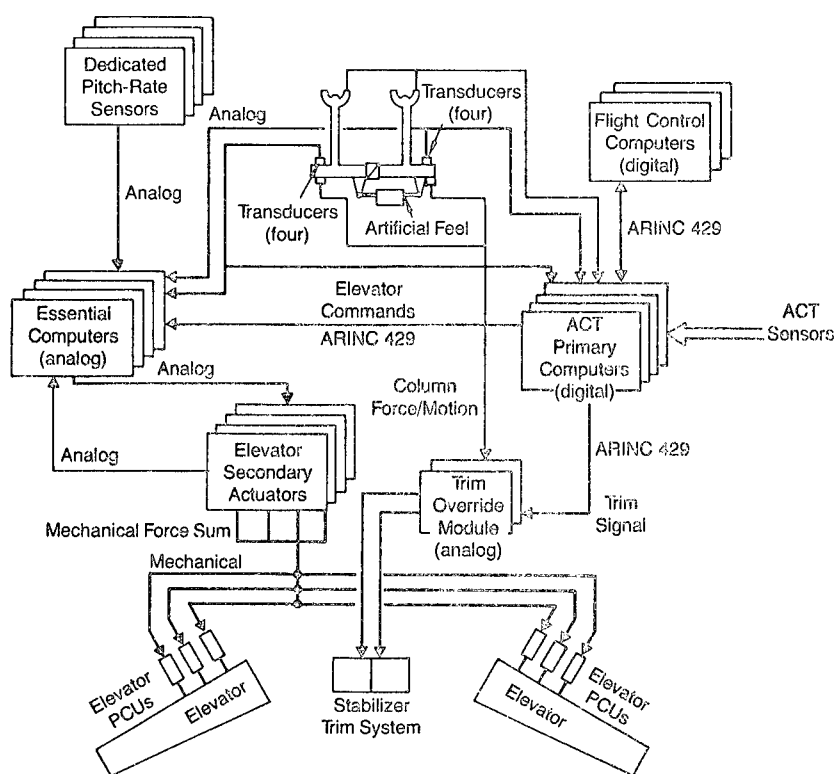 Dedicated
Pitch-Rate
Sensors
Transducers
(four)
Flight Control
Computers
(digital)
Analog
Analog
Transducers
(four)
Artificial Feel
ARINC 429
Essential
Computers
(analog)
Elevator
Commands
ARINC 429
ACT
Primary
Computers
(digital)
ACT
Sensors
Analog
Column
Force/Motion
Analog
Elevator
Secondary
Actuators
ARINC 429
Trim
Override
Module
(analog)
Trim
Signal
Mechanical Force Sum
Mechanical
Elevator
PCUs
Elevator
Stabilizer
Trim System
Elevator
Elevator
PCUs